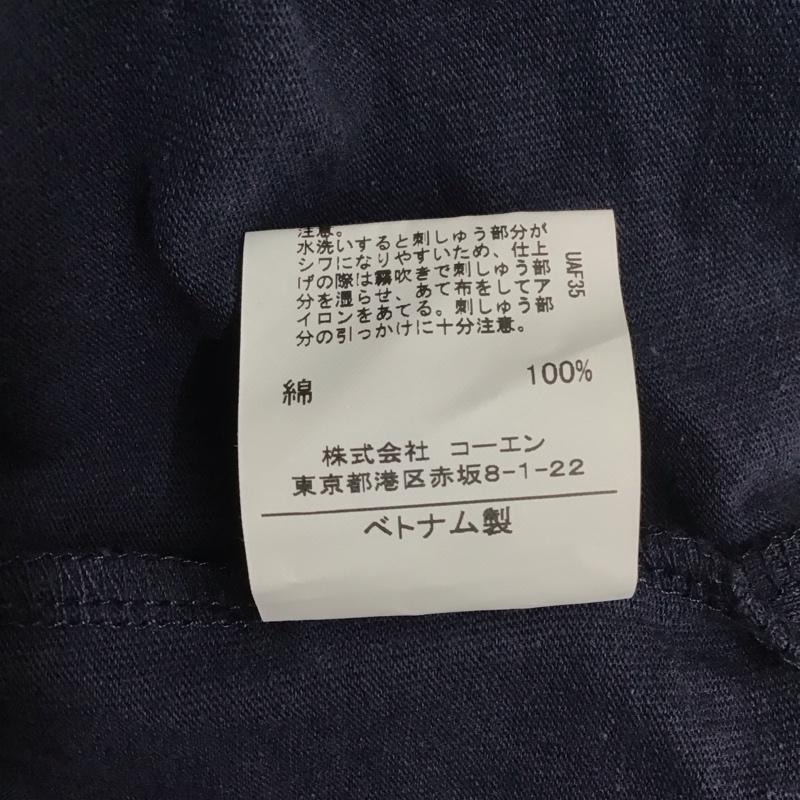 注意。
水洗いすると刺しゅう部分が
シワになりやすいため、仕上
げの際は霧吹きで刺しゅう部
分を湿らせ、あて布をしてア
イロンをあてる。刺しゅう部
分の引っかけに十分注意。
UAF35
綿 100%
株式会社 コーエン
東京都港区赤坂8-1-22
ベトナム製